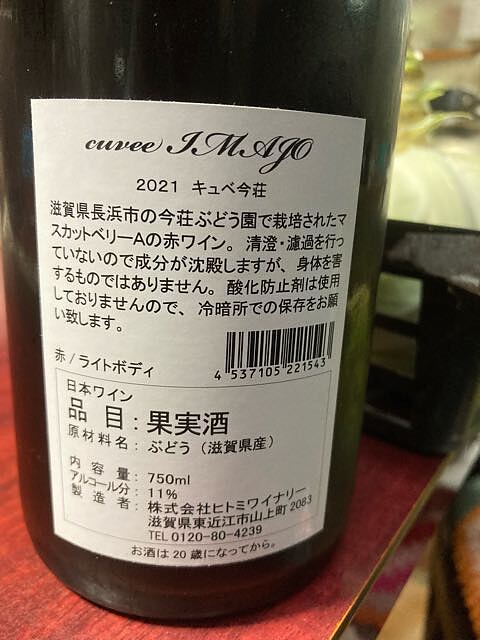 cuvee IMAJO
2021 キュベ今荘
滋賀県長浜市の今荘ぶどう園で栽培されたマ
スカットベリーAの赤ワイン。清澄・濾過を行っ
ていないので成分が沈殿しますが、身体を害
するものではありません。酸化防止剤は使用
しておりませんので、冷暗所での保存をお願
い致します。
赤/ライトボディ
4 537105 221543
日本ワイン
品 目:果実酒
原材料名:ぶどう(滋賀県産)
内容量:750ml
アルコール分:11%
製造者:株式会社ヒトミワイナリー
滋賀県東近江市山上町2083
TEL 0120-80-4239
お酒は20歳になってから。